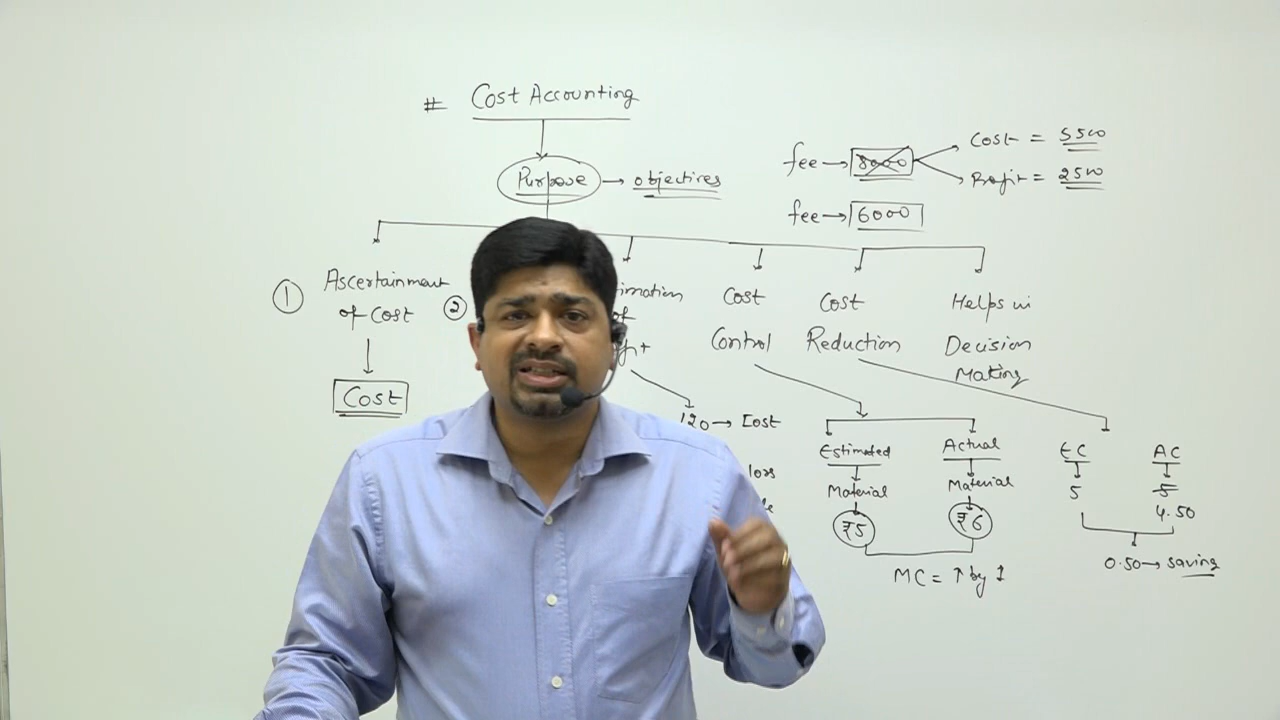 # Cost Accounting
Purpose → objectives
fee → 8000
Cost = 5500
Profit = 2500
fee → 6000
① Ascertainment
of Cost
Cost
②
of
Cost
Control
Cost
Reduction
Helps in
Decision
Making
120 → Cost
Estimated
Material
₹5
Actual
Material
₹6
MC = ↑ by 1
EC
5
AC
5
4.50
0.50 → saving